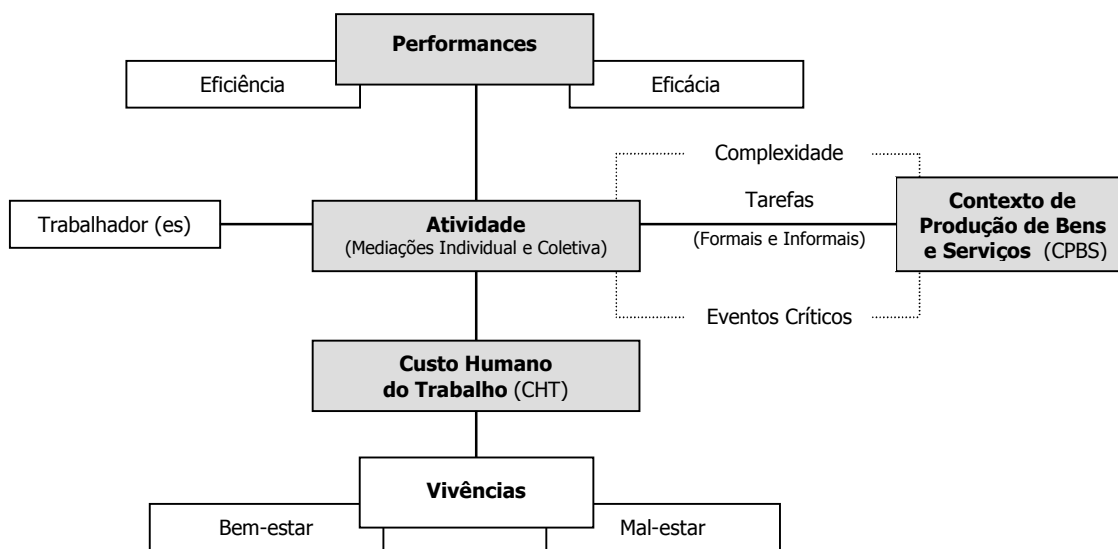 Performances
Eficiência
Eficácia
Complexidade
Trabalhador (es)
Atividade
(Mediações Individual e Coletiva)
Tarefas
(Formais e Informais)
Contexto de
Produção de Bens
e Serviços (CPBS)
Eventos Críticos
Custo Humano
do Trabalho (CHT)
Vivências
Bem-estar
Mal-estar